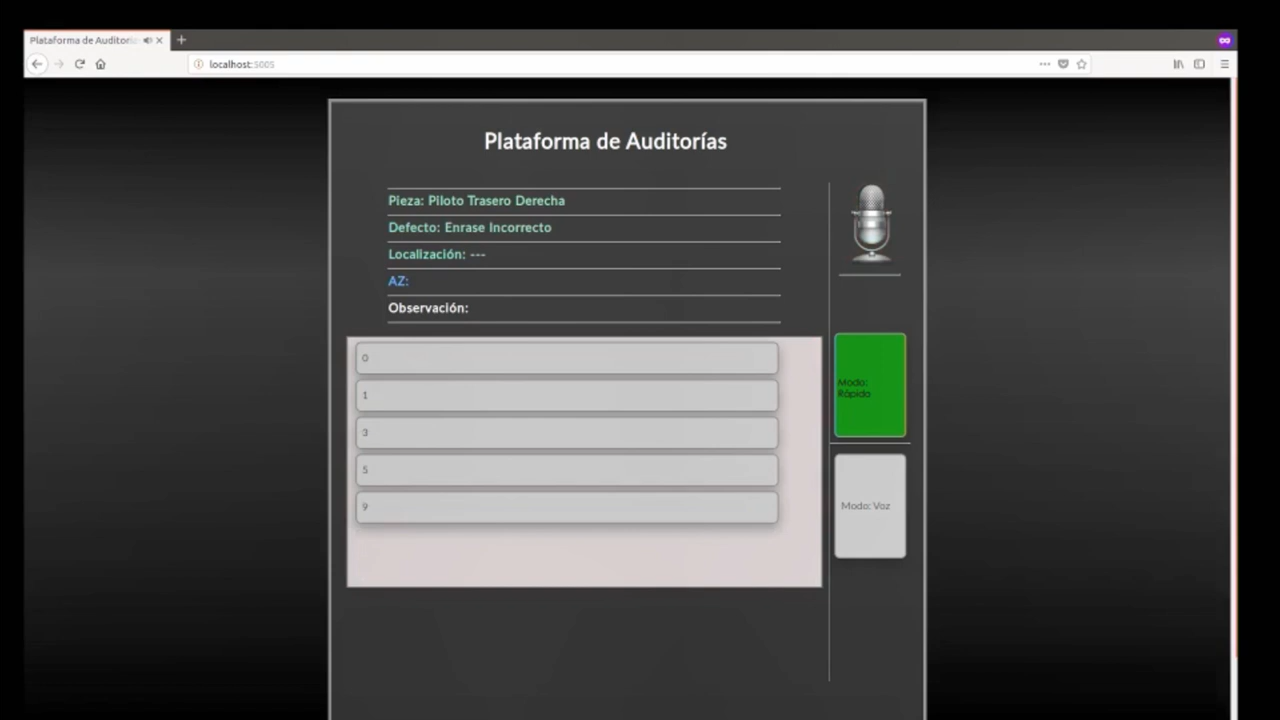 Plataforma de Auditorí
localhost:5005
Plataforma de Auditorías
Pieza: Piloto Trasero Derecha
Defecto: Enrase Incorrecto
Localización: ---
AZ:
Observación:
0
1
3
5
9
Modo:
Rápido
Modo: Voz